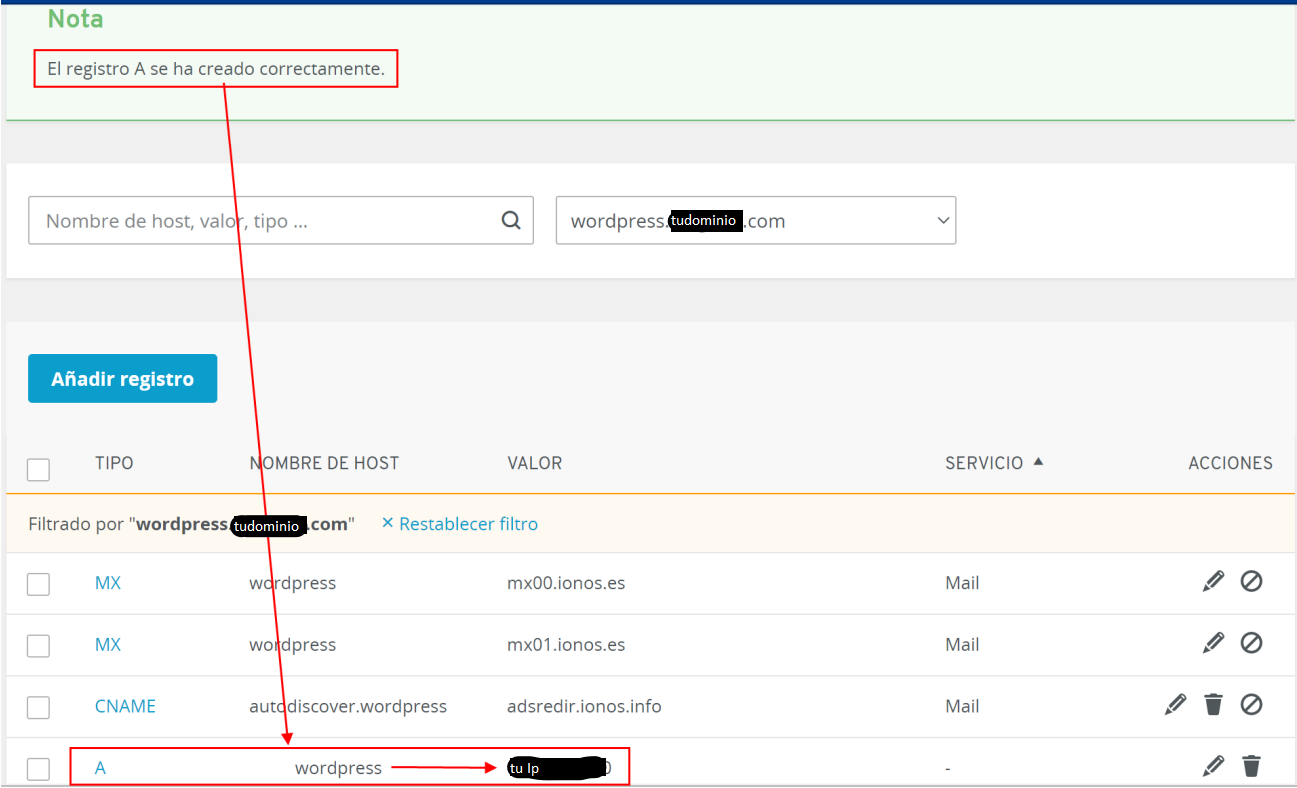 Nota
El registro A se ha creado correctamente.
Nombre de host, valor, tipo ... wordpress.tudominio.com
Añadir registro
TIPO NOMBRE DE HOST VALOR SERVICIO ▲ ACCIONES
Filtrado por "wordpress.tudominio.com" × Restablecer filtro
MX wordpress mx00.ionos.es Mail
MX wordpress mx01.ionos.es Mail
CNAME autodiscover.wordpress adsredir.ionos.info Mail
A wordpress tu Ip -